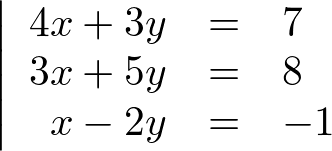 4x + 3y = 7
3x + 5y = 8
x − 2y = −1